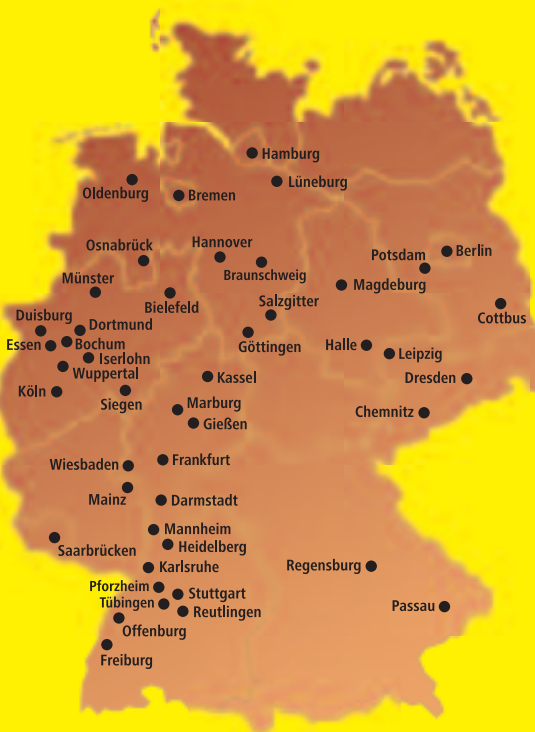 Hamburg
Lüneburg
Oldenburg
Bremen
Hannover
Osnabrück
Berlin
Potsdam
Braunschweig
Münster
Magdeburg
Bielefeld
Salzgitter
Cottbus
Duisburg
Dortmund
Essen
Bochum
Göttingen
Halle
Leipzig
Iserlohn
Wuppertal
Kassel
Dresden
Köln
Siegen
Marburg
Chemnitz
Gießen
Wiesbaden
Frankfurt
Mainz
Darmstadt
Mannheim
Heidelberg
Saarbrücken
Karlsruhe
Regensburg
Pforzheim
Stuttgart
Tübingen
Reutlingen
Passau
Offenburg
Freiburg